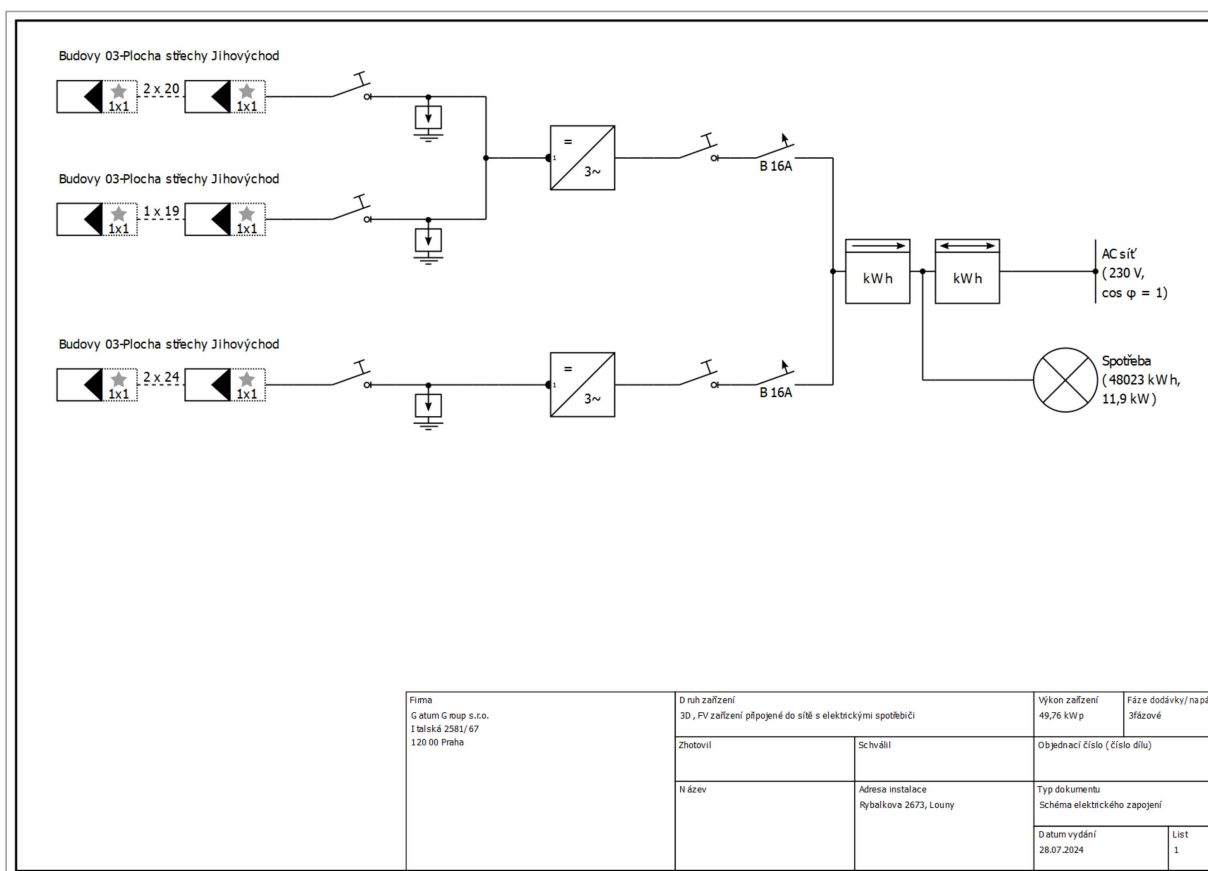 Budovy 03-Plocha střechy Jihovýchod
2 x 20
1x1
1x1
=
3~
1
B 16A
Budovy 03-Plocha střechy Jihovýchod
1 x 19
1x1
1x1
kWh
kWh
AC síť
(230 V,
cos φ = 1)
Budovy 03-Plocha střechy Jihovýchod
2 x 24
1x1
1x1
=
3~
1
B 16A
Spotřeba
(48023 kWh,
11,9 kW)
Firma
Gatum Group s.r.o.
Italská 2581/67
120 00 Praha
Druh zařízení
3D, FV zařízení připojené do sítě s elektrickými spotřebiči
Výkon zařízení
49,76 kWp
Fáze dodávky/napá
3fázové
Zhotovil
Schválil
Objednací číslo (číslo dílu)
Název
Adresa instalace
Rybalkova 2673, Louny
Typ dokumentu
Schéma elektrického zapojení
Datum vydání
28.07.2024
List
1